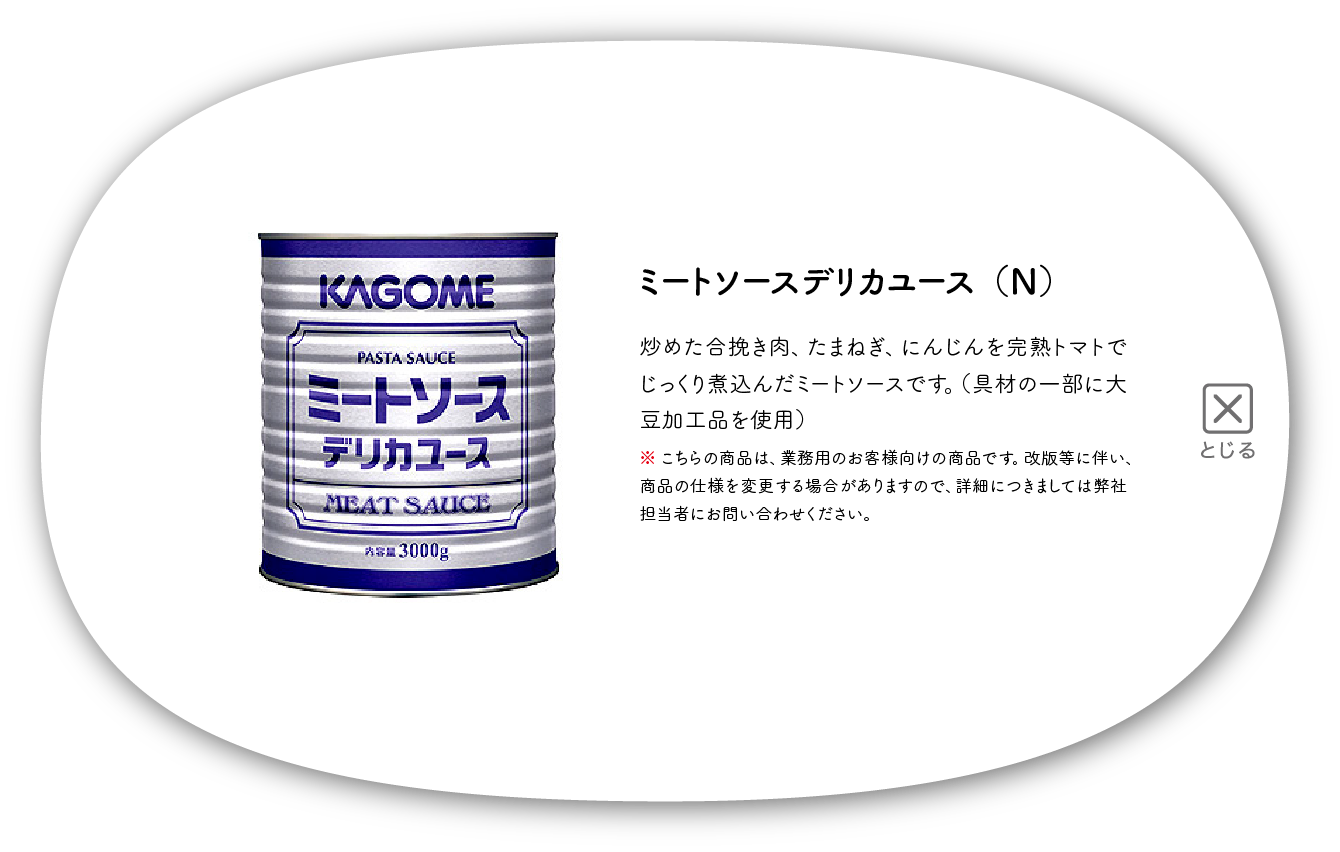 KAGOME
PASTA SAUCE
ミートソース
デリカユース
MEAT SAUCE
内容量 3000g
ミートソースデリカユース（N）
炒めた合挽き肉、たまねぎ、にんじんを完熟トマトで
じっくり煮込んだミートソースです。（具材の一部に大
豆加工品を使用）
※ こちらの商品は、業務用のお客様向けの商品です。改版等に伴い、
商品の仕様を変更する場合がありますので、詳細につきましては弊社
担当者にお問い合わせください。
とじる